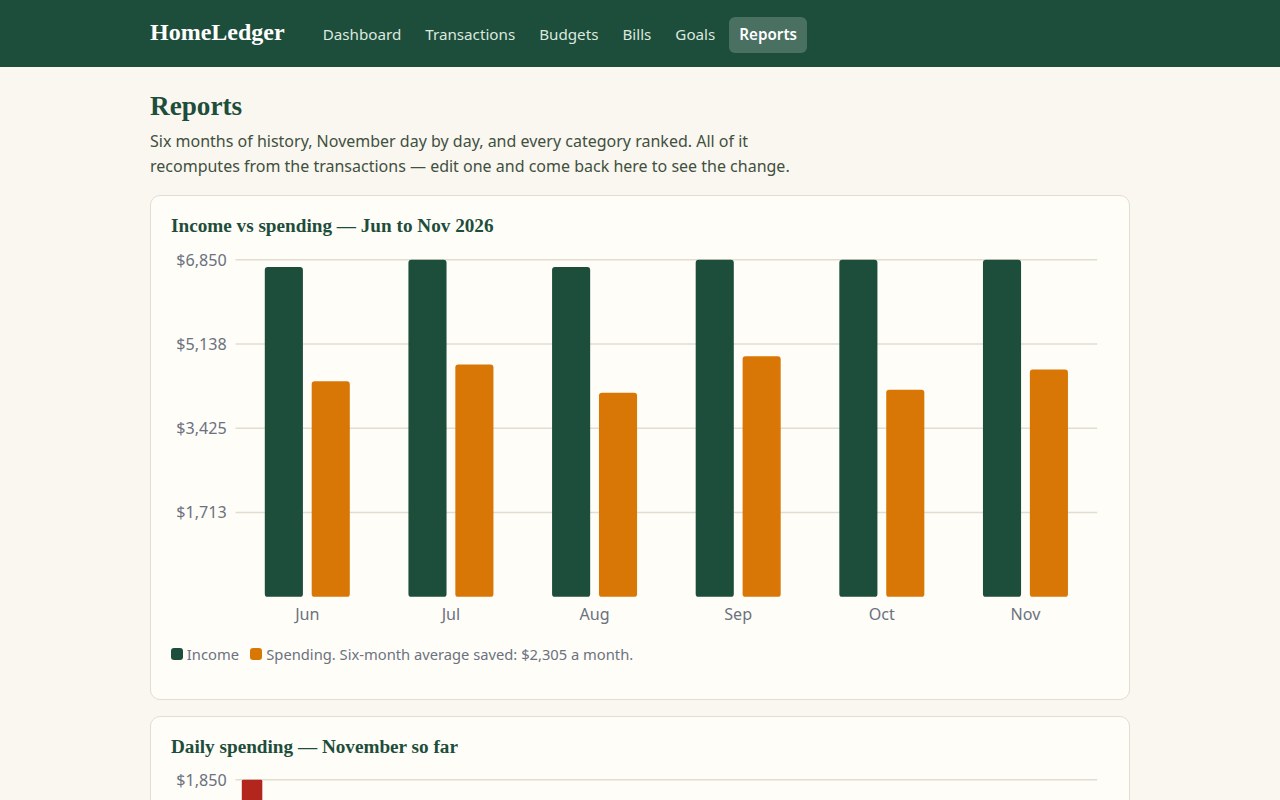 HomeLedger
Dashboard Transactions Budgets Bills Goals Reports
Reports
Six months of history, November day by day, and every category ranked. All of it
recomputes from the transactions — edit one and come back here to see the change.
Income vs spending — Jun to Nov 2026
$6,850
$5,138
$3,425
$1,713
Jun Jul Aug Sep Oct Nov
Income Spending. Six-month average saved: $2,305 a month.
Daily spending — November so far
$1,850